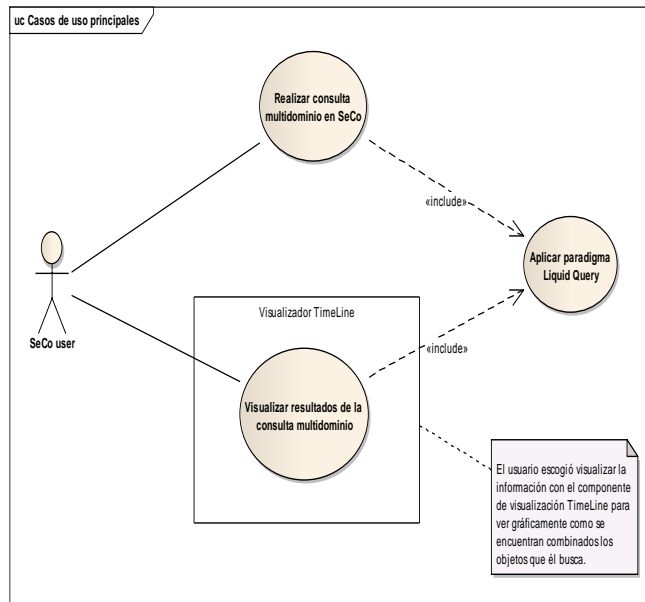 uc Casos de uso principales
Realizar consulta
multidominio en SeCo
«include»
Aplicar paradigma
Liquid Query
Visualizador TimeLine
SeCo user
«include»
Visualizar resultados de la
consulta multidominio
El usuario escogió visualizar la
información con el componente
de visualización TimeLine para
ver gráficamente como se
encuentran combinados los
objetos que él busca.